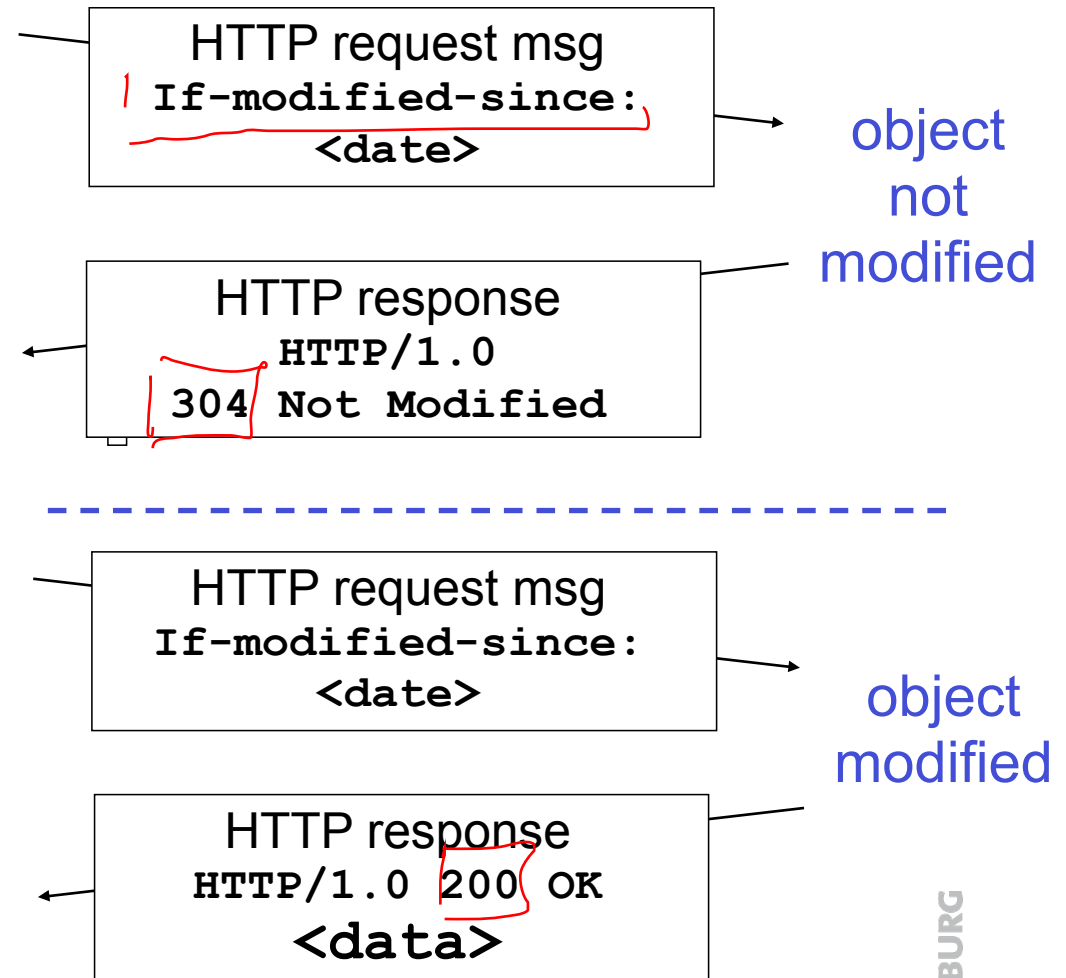 HTTP request msg
If-modified-since:
<date>
object
not
modified
HTTP response
HTTP/1.0
304 Not Modified
HTTP request msg
If-modified-since:
<date>
object
modified
HTTP response
HTTP/1.0 200 OK
<data>
BURG